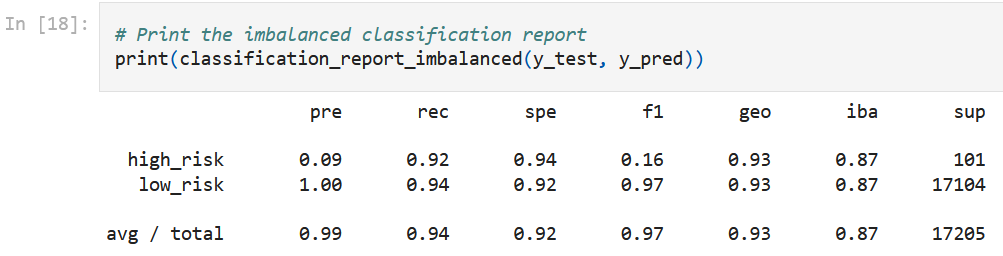 In [18]:
# Print the imbalanced classification report
print(classification_report_imbalanced(y_test, y_pred))
pre rec spe f1 geo iba sup
high_risk 0.09 0.92 0.94 0.16 0.93 0.87 101
low_risk 1.00 0.94 0.92 0.97 0.93 0.87 17104
avg / total 0.99 0.94 0.92 0.97 0.93 0.87 17205